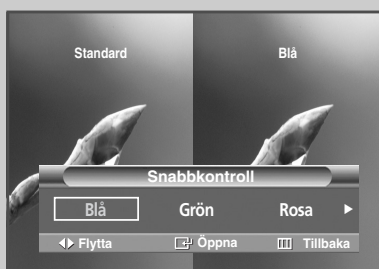 Standard Blå
Snabbkontroll
Blå Grön Rosa
Flytta Öppna Tillbaka